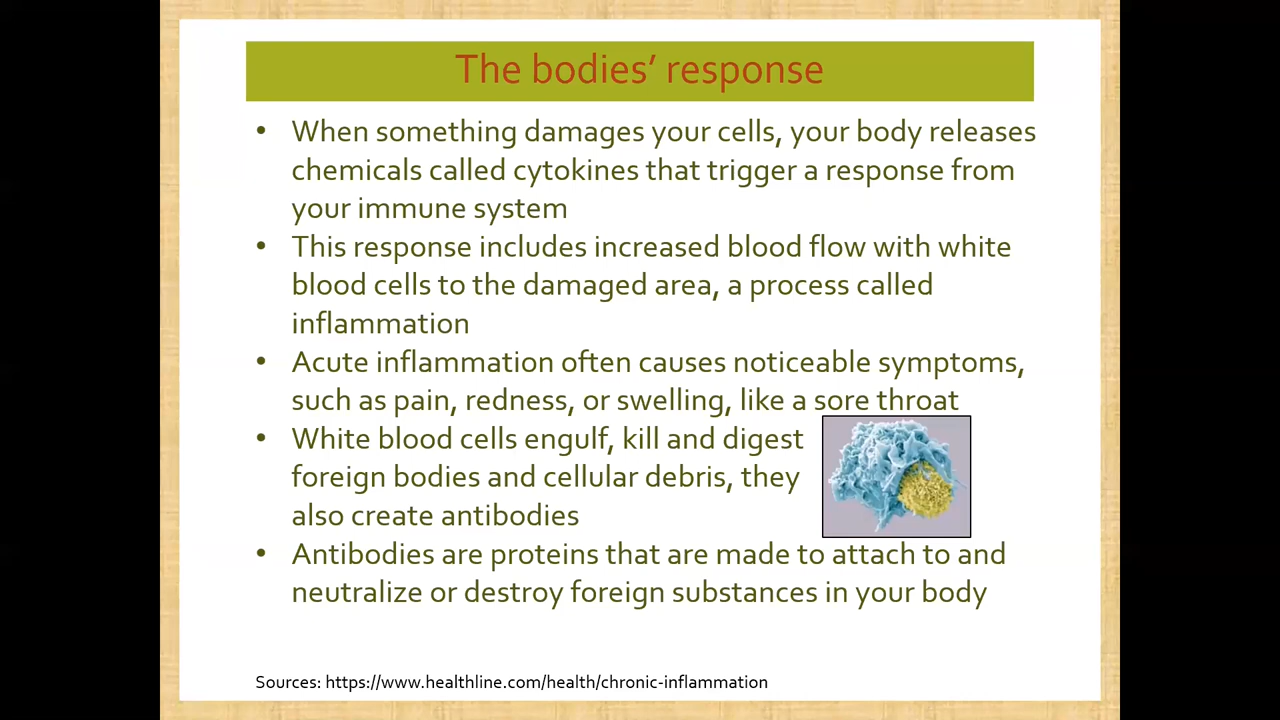 The bodies’ response
• When something damages your cells, your body releases
chemicals called cytokines that trigger a response from
your immune system
• This response includes increased blood flow with white
blood cells to the damaged area, a process called
inflammation
• Acute inflammation often causes noticeable symptoms,
such as pain, redness, or swelling, like a sore throat
• White blood cells engulf, kill and digest
foreign bodies and cellular debris, they
also create antibodies
• Antibodies are proteins that are made to attach to and
neutralize or destroy foreign substances in your body
Sources: https://www.healthline.com/health/chronic-inflammation